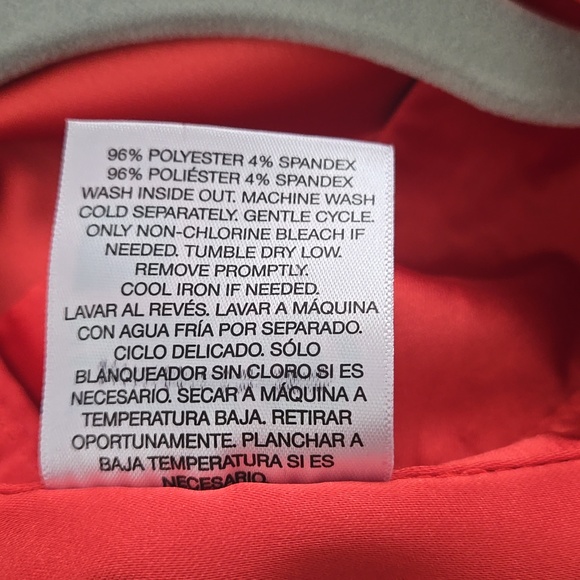 96% POLYESTER 4% SPANDEX
96% POLIÉSTER 4% SPANDEX
WASH INSIDE OUT. MACHINE WASH
COLD SEPARATELY. GENTLE CYCLE.
ONLY NON-CHLORINE BLEACH IF
NEEDED. TUMBLE DRY LOW.
REMOVE PROMPTLY.
COOL IRON IF NEEDED.
LAVAR AL REVÉS. LAVAR A MÁQUINA
CON AGUA FRÍA POR SEPARADO.
CICLO DELICADO. SÓLO
BLANQUEADOR SIN CLORO SI ES
NECESARIO. SECAR A MÁQUINA A
TEMPERATURA BAJA. RETIRAR
OPORTUNAMENTE. PLANCHAR A
BAJA TEMPERATURA SI ES
NECESARIO.